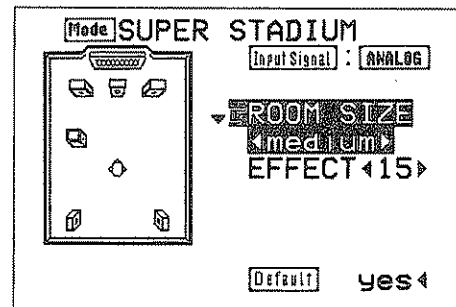 Mode SUPER STADIUM
Input Signal : ANALOG
ROOM SIZE
◀medium▶
EFFECT◀15▶
Default yes◀